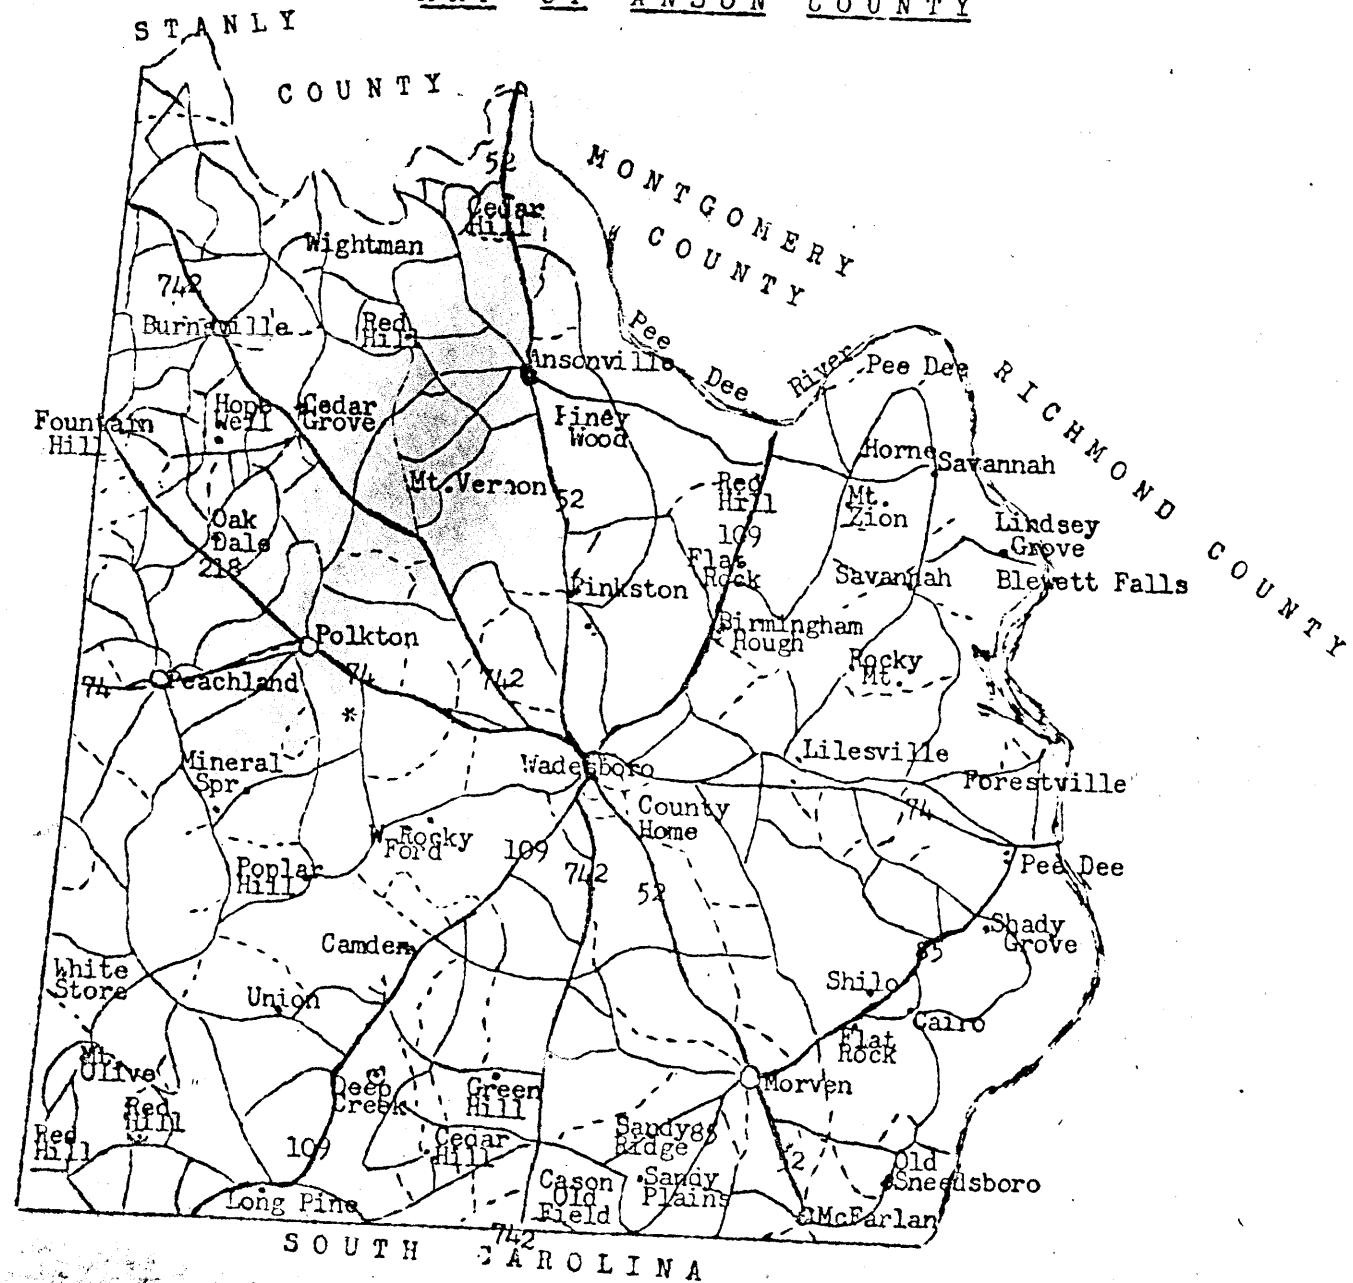 OF ANSON COUNTY
STANLY
COUNTY
MONTGOMERY
COUNTY
52
Cedar
Hill
Wightman
742
Burnsville
Red
Hill
Pee
Dee
River
Pee Dee
RICHMOND COUNTY
Ansonville
Hope
Well
Cedar
Grove
Fountain
Hill
Piney
Wood
Horne
Savannah
Mt. Vernon
52
Red
Hill
109
Mt.
Zion
Oak
Dale
218
Lindsey
Grove
Flat
Rock
Pinkston
Savannah
Blewett Falls
Polkton
Birmingham
Rough
Rocky
Mt.
74
Peachland
74
742
*
Mineral
Spr.
Wadesboro
Lilesville
Forestville
County
Home
74
W. Rocky
Ford
109
742
52
Poplar
Hill
Pee Dee
Camden
Shady
Grove
85
White
Store
Union
Shilo
Cairo
Flat
Rock
Mt.
Olive
Deep
Creek
Green
Hill
Morven
Red
Hill
Red
Hill
109
Cedar
Hill
Sandy
Ridge
85
52
Old
Sneedsboro
Long Pine
Cason
Old
Field
Sandy
Plains
McFarlan
742
SOUTH CAROLINA